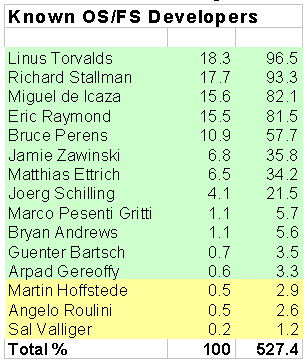 Known OS/FS Developers
Linus Torvalds 18.3 96.5
Richard Stallman 17.7 93.3
Miguel de Icaza 15.6 82.1
Eric Raymond 15.5 81.5
Bruce Perens 10.9 57.7
Jamie Zawinski 6.8 35.8
Matthias Ettrich 6.5 34.2
Joerg Schilling 4.1 21.5
Marco Pesenti Gritti 1.1 5.7
Bryan Andrews 1.1 5.6
Guenter Bartsch 0.7 3.5
Arpad Gereoffy 0.6 3.3
Martin Hoffstede 0.5 2.9
Angelo Roulini 0.5 2.6
Sal Valliger 0.2 1.2
Total % 100 527.4